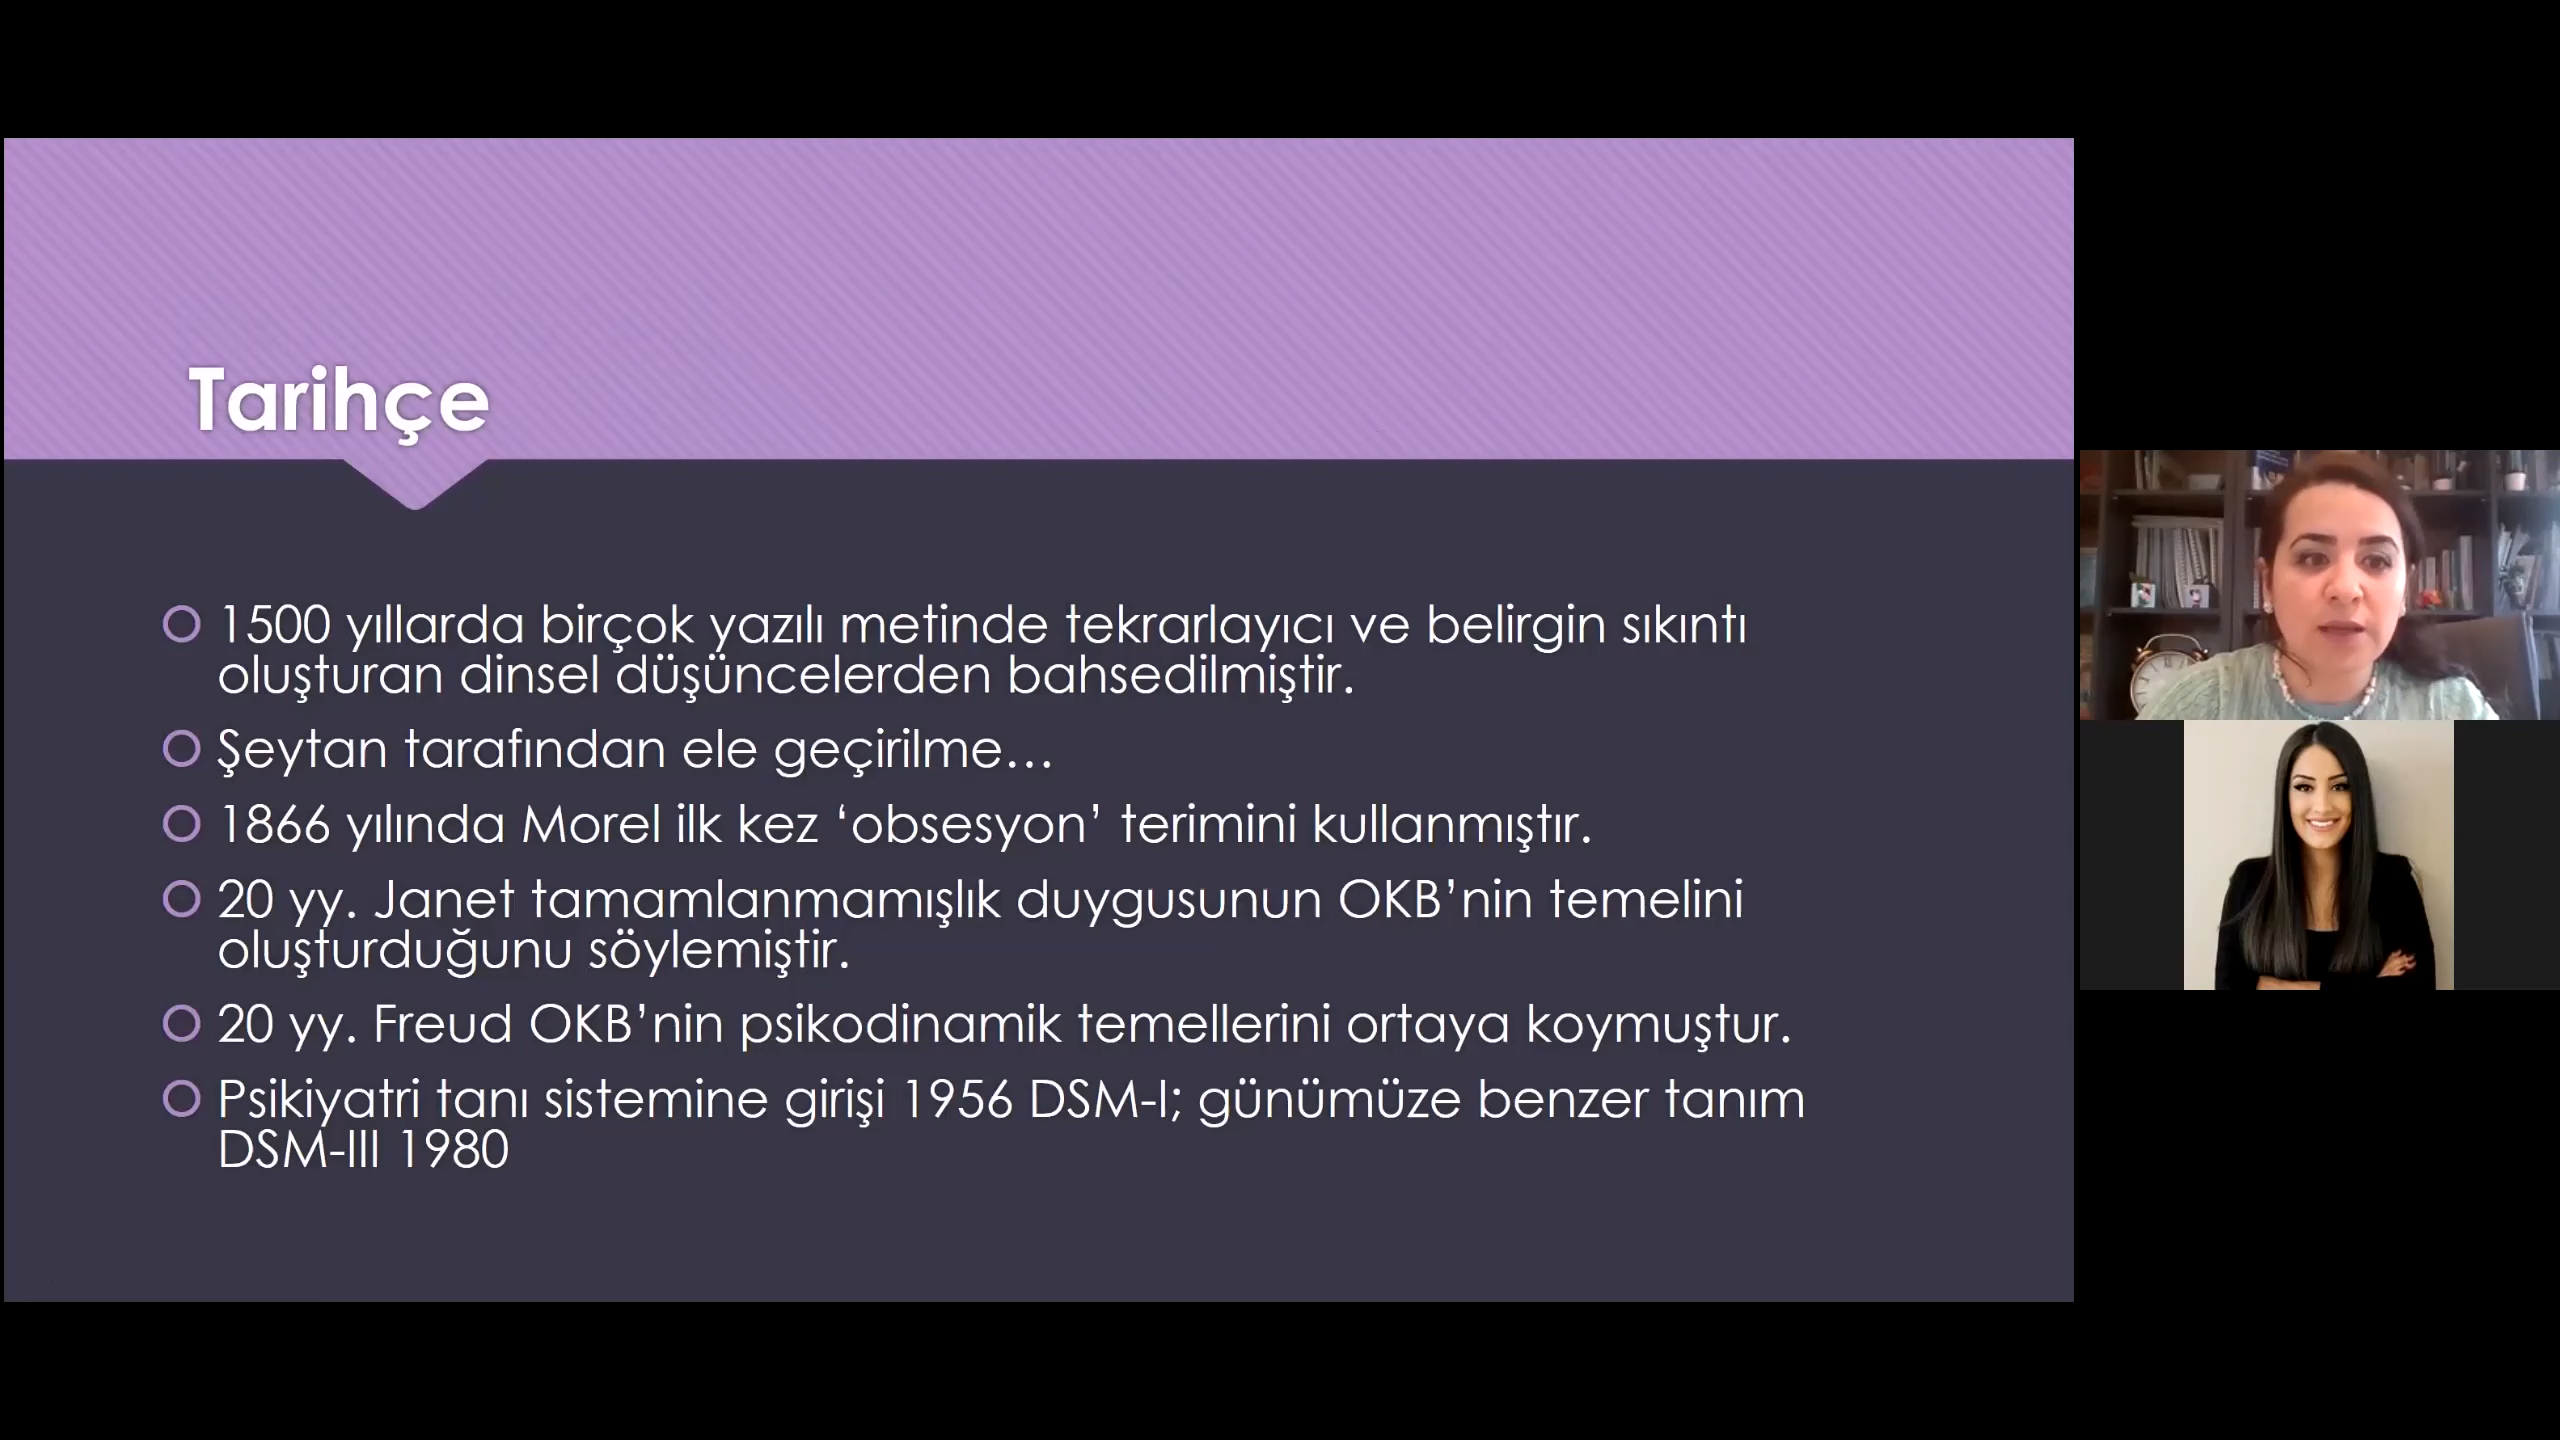 Tarihçe
1500 yıllarda birçok yazılı metinde tekrarlayıcı ve belirgin sıkıntı
oluşturan dinsel düşüncelerden bahsedilmiştir.
Şeytan tarafından ele geçirilme…
1866 yılında Morel ilk kez ‘obsesyon’ terimini kullanmıştır.
20 yy. Janet tamamlanmamışlık duygusunun OKB’nin temelini
oluşturduğunu söylemiştir.
20 yy. Freud OKB’nin psikodinamik temellerini ortaya koymuştur.
Psikiyatri tanı sistemine girişi 1956 DSM-I; günümüze benzer tanım
DSM-III 1980